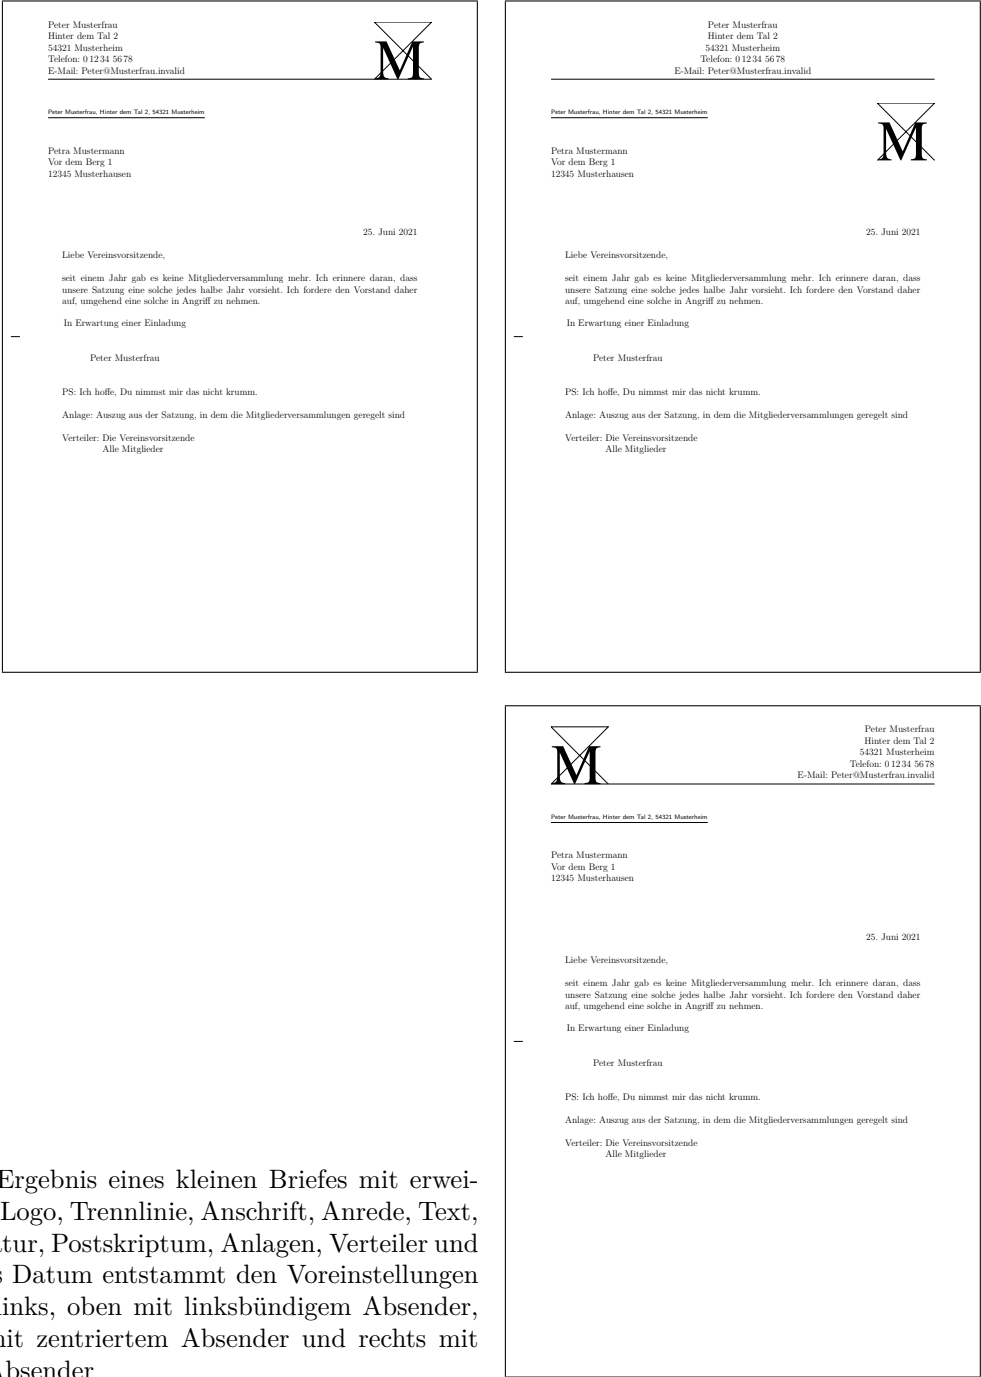 Peter Musterfrau
Hinter dem Tal 2
54321 Musterheim
Telefon: 0 12 34 56 78
E-Mail: Peter@Musterfrau.invalid
M
Peter Musterfrau, Hinter dem Tal 2, 54321 Musterheim
Petra Mustermann
Vor dem Berg 1
12345 Musterhausen
25. Juni 2021
Liebe Vereinsvorsitzende,
seit einem Jahr gab es keine Mitgliederversammlung mehr. Ich erinnere daran, dass
unsere Satzung eine solche jedes halbe Jahr vorsieht. Ich fordere den Vorstand daher
auf, umgehend eine solche in Angriff zu nehmen.
In Erwartung einer Einladung
Peter Musterfrau
PS: Ich hoffe, Du nimmst mir das nicht krumm.
Anlage: Auszug aus der Satzung, in dem die Mitgliederversammlungen geregelt sind
Verteiler: Die Vereinsvorsitzende
Alle Mitglieder
Peter Musterfrau
Hinter dem Tal 2
54321 Musterheim
Telefon: 0 12 34 56 78
E-Mail: Peter@Musterfrau.invalid
Peter Musterfrau, Hinter dem Tal 2, 54321 Musterheim
M
Petra Mustermann
Vor dem Berg 1
12345 Musterhausen
25. Juni 2021
Liebe Vereinsvorsitzende,
seit einem Jahr gab es keine Mitgliederversammlung mehr. Ich erinnere daran, dass
unsere Satzung eine solche jedes halbe Jahr vorsieht. Ich fordere den Vorstand daher
auf, umgehend eine solche in Angriff zu nehmen.
In Erwartung einer Einladung
Peter Musterfrau
PS: Ich hoffe, Du nimmst mir das nicht krumm.
Anlage: Auszug aus der Satzung, in dem die Mitgliederversammlungen geregelt sind
Verteiler: Die Vereinsvorsitzende
Alle Mitglieder
M
Peter Musterfrau
Hinter dem Tal 2
54321 Musterheim
Telefon: 0 12 34 56 78
E-Mail: Peter@Musterfrau.invalid
Peter Musterfrau, Hinter dem Tal 2, 54321 Musterheim
Petra Mustermann
Vor dem Berg 1
12345 Musterhausen
25. Juni 2021
Liebe Vereinsvorsitzende,
seit einem Jahr gab es keine Mitgliederversammlung mehr. Ich erinnere daran, dass
unsere Satzung eine solche jedes halbe Jahr vorsieht. Ich fordere den Vorstand daher
auf, umgehend eine solche in Angriff zu nehmen.
In Erwartung einer Einladung
Peter Musterfrau
PS: Ich hoffe, Du nimmst mir das nicht krumm.
Anlage: Auszug aus der Satzung, in dem die Mitgliederversammlungen geregelt sind
Verteiler: Die Vereinsvorsitzende
Alle Mitglieder
Ergebnis eines kleinen Briefes mit erwei-
Logo, Trennlinie, Anschrift, Anrede, Text,
tur, Postskriptum, Anlagen, Verteiler und
s Datum entstammt den Voreinstellungen
links, oben mit linksbündigem Absender,
mit zentriertem Absender und rechts mit
Absender